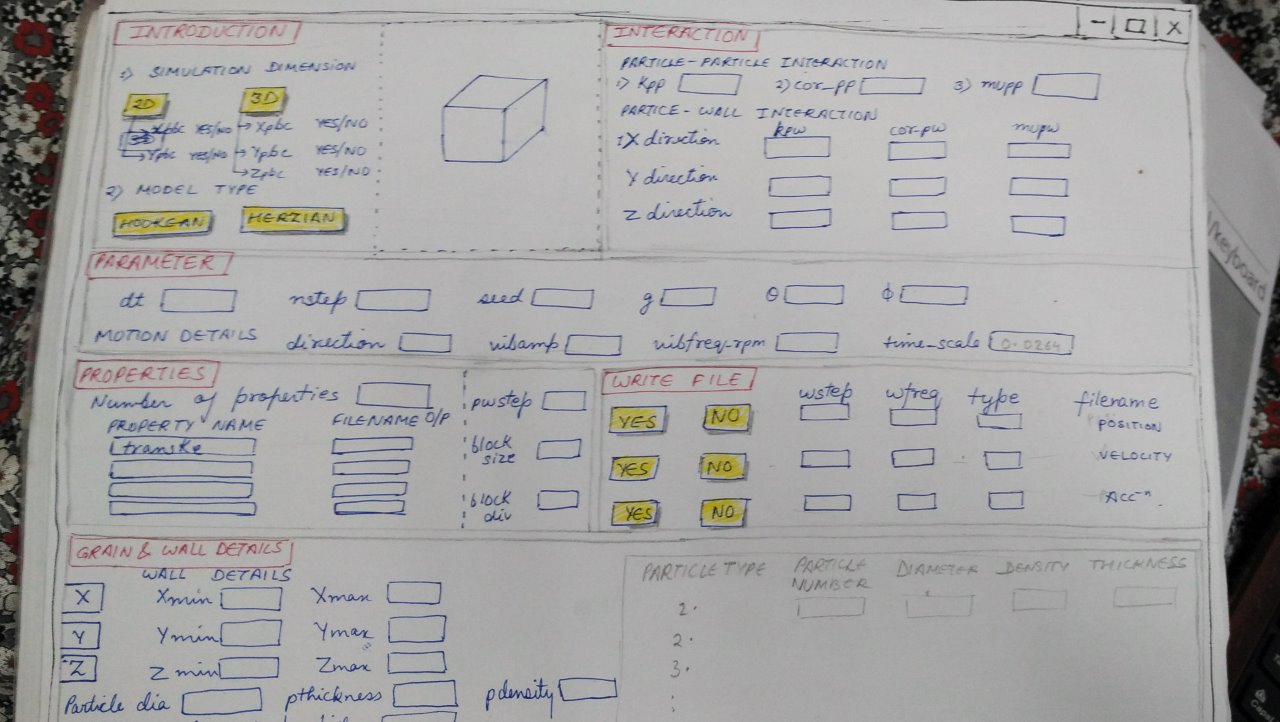 - □ X
INTRODUCTION
1) SIMULATION DIMENSION
2D 3D
Xpbc YES/NO Xpbc YES/NO
Ypbc YES/NO Ypbc YES/NO
Zpbc YES/NO
2) MODEL TYPE
HOOKEAN HERZIAN
INTERACTION
PARTICLE-PARTICLE INTERACTION
1) Kpp 2) cor_pp 3) mupp
PARTICE-WALL INTERACTION
kpw cor-pw mupw
1) X direction
Y direction
Z direction
PARAMETER
dt nstep seed g θ ϕ
MOTION DETAILS direction vibamp vibfreq-rpm time_scale 0.0264
PROPERTIES
Number of properties
PROPERTY NAME FILENAME O/P
transke
pwstep
block
size
block
div
WRITE FILE
wstep wfreq type filename
YES NO POSITION
YES NO VELOCITY
YES NO ACCⁿ
GRAIN & WALL DETAILS
WALL DETAILS
X Xmin Xmax
Y Ymin Ymax
Z Zmin Zmax
Particle dia pthickness pdensity
PARTICLE TYPE PARTICLE NUMBER DIAMETER DENSITY THICKNESS
2.
2.
3.
keyboard